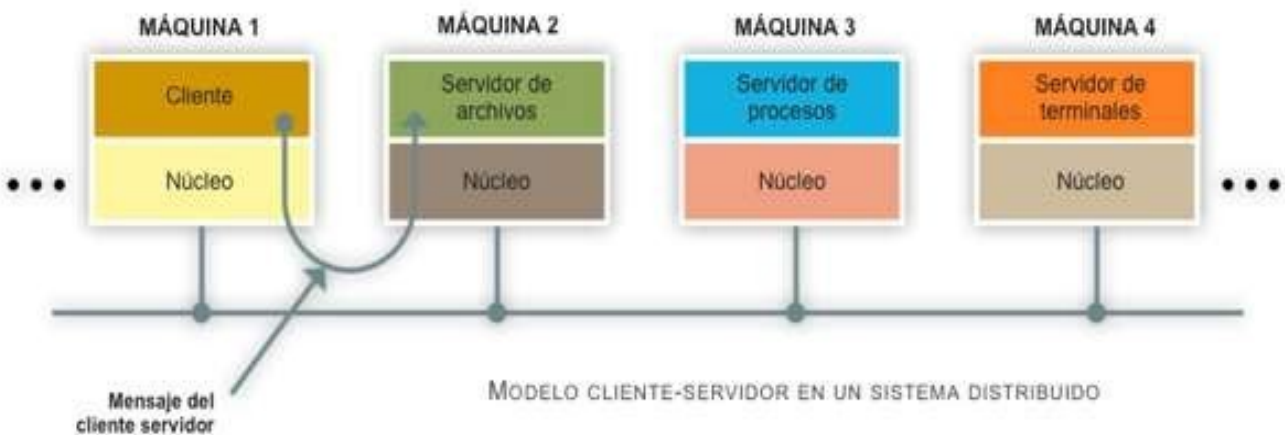 MÁQUINA 1
MÁQUINA 2
MÁQUINA 3
MÁQUINA 4
Cliente
Servidor de
archivos
Servidor de
procesos
Servidor de
terminales
Núcleo
Núcleo
Núcleo
Núcleo
Mensaje del
cliente servidor
MODELO CLIENTE-SERVIDOR EN UN SISTEMA DISTRIBUIDO